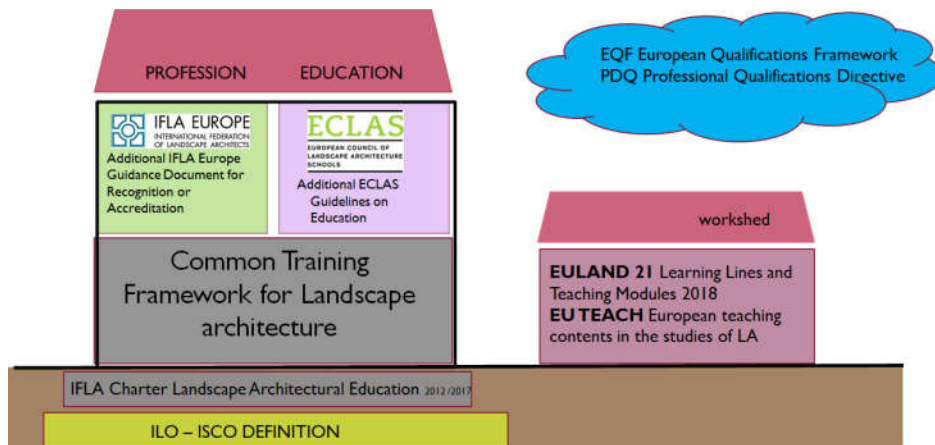 PROFESSION EDUCATION
IFLA EUROPE
INTERNATIONAL FEDERATION
OF LANDSCAPE ARCHITECTS
Additional IFLA Europe
Guidance Document for
Recognition or
Accreditation
ECLAS
EUROPEAN COUNCIL OF
LANDSCAPE ARCHITECTURE
SCHOOLS
Additional ECLAS
Guidelines on
Education
Common Training
Framework for Landscape
architecture
IFLA Charter Landscape Architectural Education 2012/2017
ILO – ISCO DEFINITION
EQF European Qualifications Framework
PDQ Professional Qualifications Directive
workshed
EULAND 21 Learning Lines and
Teaching Modules 2018
EU TEACH European teaching
contents in the studies of LA